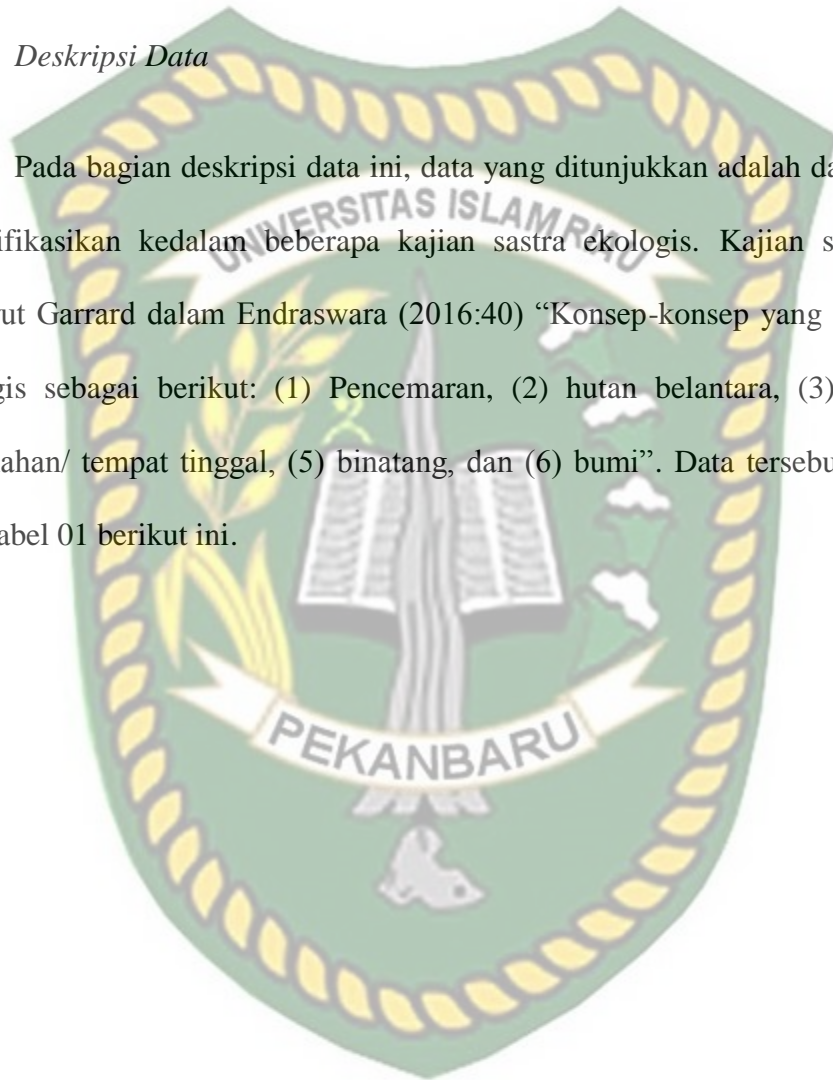 Deskripsi Data
Pada bagian deskripsi data ini, data yang ditunjukkan adalah da
ifikasikan kedalam beberapa kajian sastra ekologis. Kajian s
UNIVERSITAS ISLAM RIAU
ut Garrard dalam Endraswara (2016:40) “Konsep-konsep yang
gis sebagai berikut: (1) Pencemaran, (2) hutan belantara, (3)
ahan/ tempat tinggal, (5) binatang, dan (6) bumi”. Data tersebu
abel 01 berikut ini.
PEKANBARU